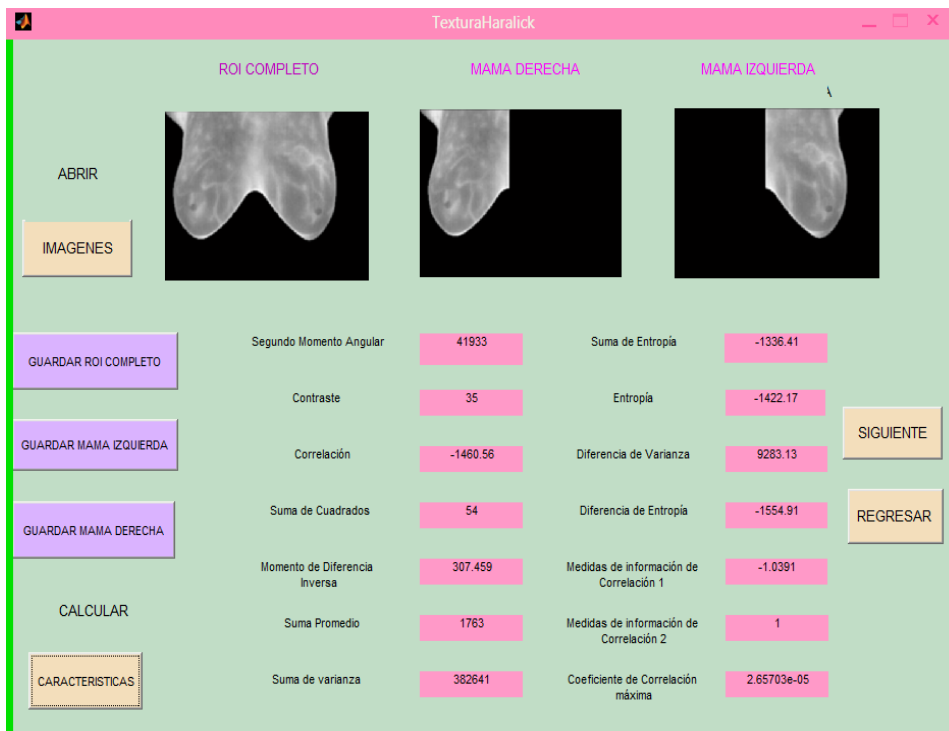 TexturaHaralick
ROI COMPLETO
MAMA DERECHA
MAMA IZQUIERDA
ABRIR
IMAGENES
GUARDAR ROI COMPLETO
GUARDAR MAMA IZQUIERDA
GUARDAR MAMA DERECHA
CALCULAR
CARACTERISTICAS
Segundo Momento Angular
41933
Contraste
35
Correlación
-1460.56
Suma de Cuadrados
54
Momento de Diferencia
Inversa
307.459
Suma Promedio
1763
Suma de varianza
382641
Suma de Entropía
-1336.41
Entropía
-1422.17
Diferencia de Varianza
9283.13
Diferencia de Entropía
-1554.91
Medidas de información de
Correlación 1
-1.0391
Medidas de información de
Correlación 2
1
Coeficiente de Correlación
máxima
2.65703e-05
SIGUIENTE
REGRESAR